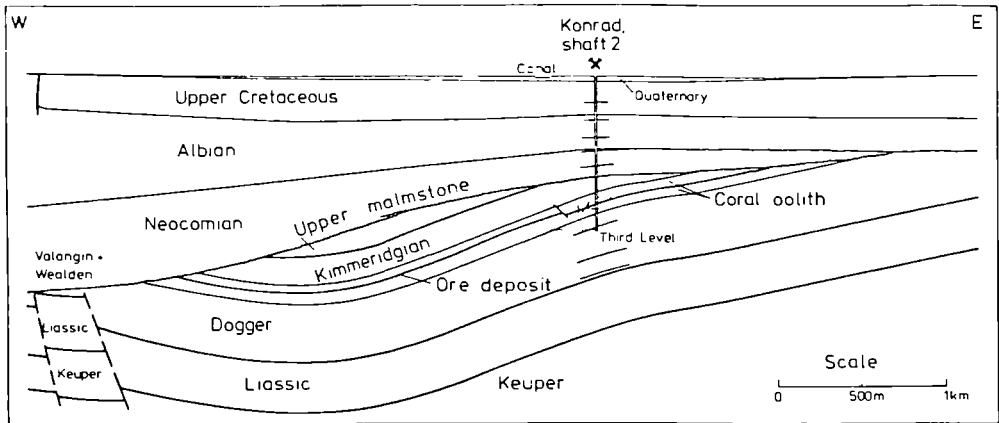 W
E
Konrad,
shaft 2
Canal
Quaternary
Upper Cretaceous
Albian
Neocomian
Upper malmstone
Coral oolith
Kimmeridgian
Third Level
Valangin +
Wealden
Ore deposit
Dogger
Liassic
Keuper
Liassic
Keuper
Scale
0 500m 1km